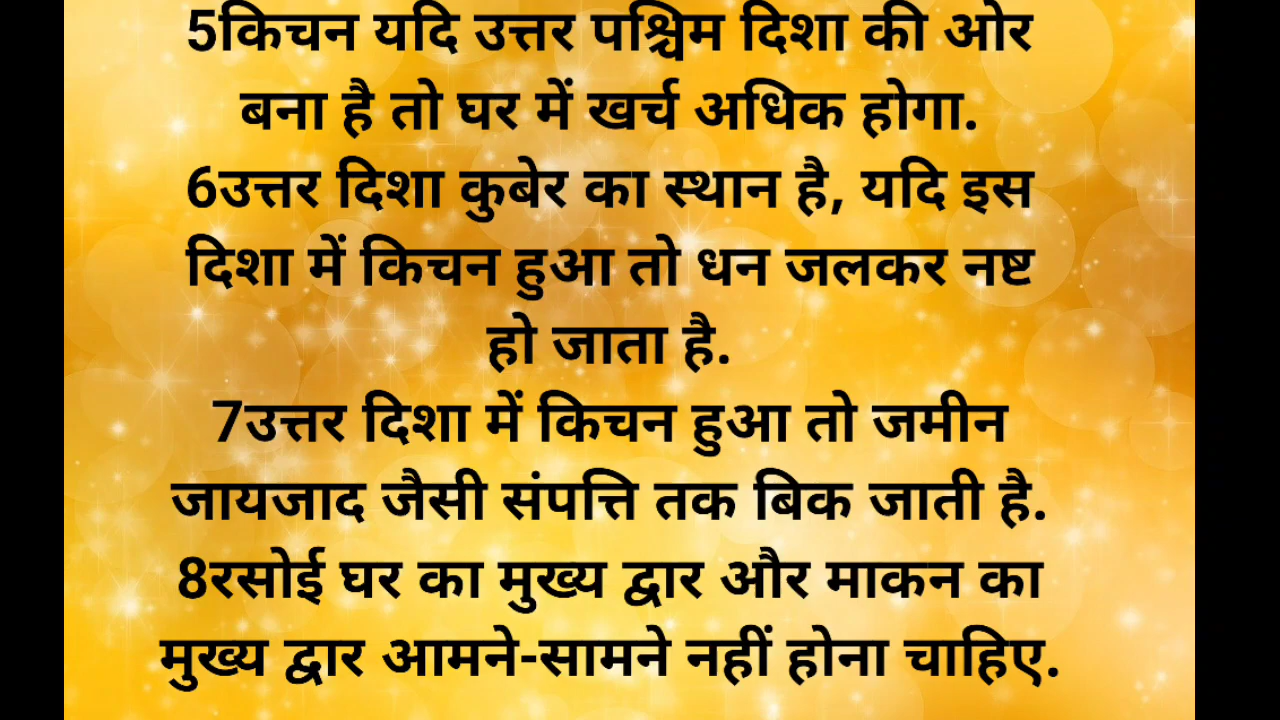 5किचन यदि उत्तर पश्चिम दिशा की ओर
बना है तो घर में खर्च अधिक होगा.
6उत्तर दिशा कुबेर का स्थान है, यदि इस
दिशा में किचन हुआ तो धन जलकर नष्ट
हो जाता है.
7उत्तर दिशा में किचन हुआ तो जमीन
जायजाद जैसी संपत्ति तक बिक जाती है.
8रसोई घर का मुख्य द्वार और माकन का
मुख्य द्वार आमने-सामने नहीं होना चाहिए.